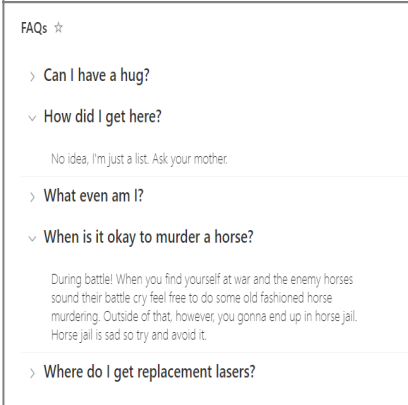 FAQs
Can I have a hug?
How did I get here?
No idea, I'm just a list. Ask your mother.
What even am I?
When is it okay to murder a horse?
During battle! When you find yourself at war and the enemy horses
sound their battle cry feel free to do some old fashioned horse
murdering. Outside of that, however, you gonna end up in horse jail.
Horse jail is sad so try and avoid it.
Where do I get replacement lasers?